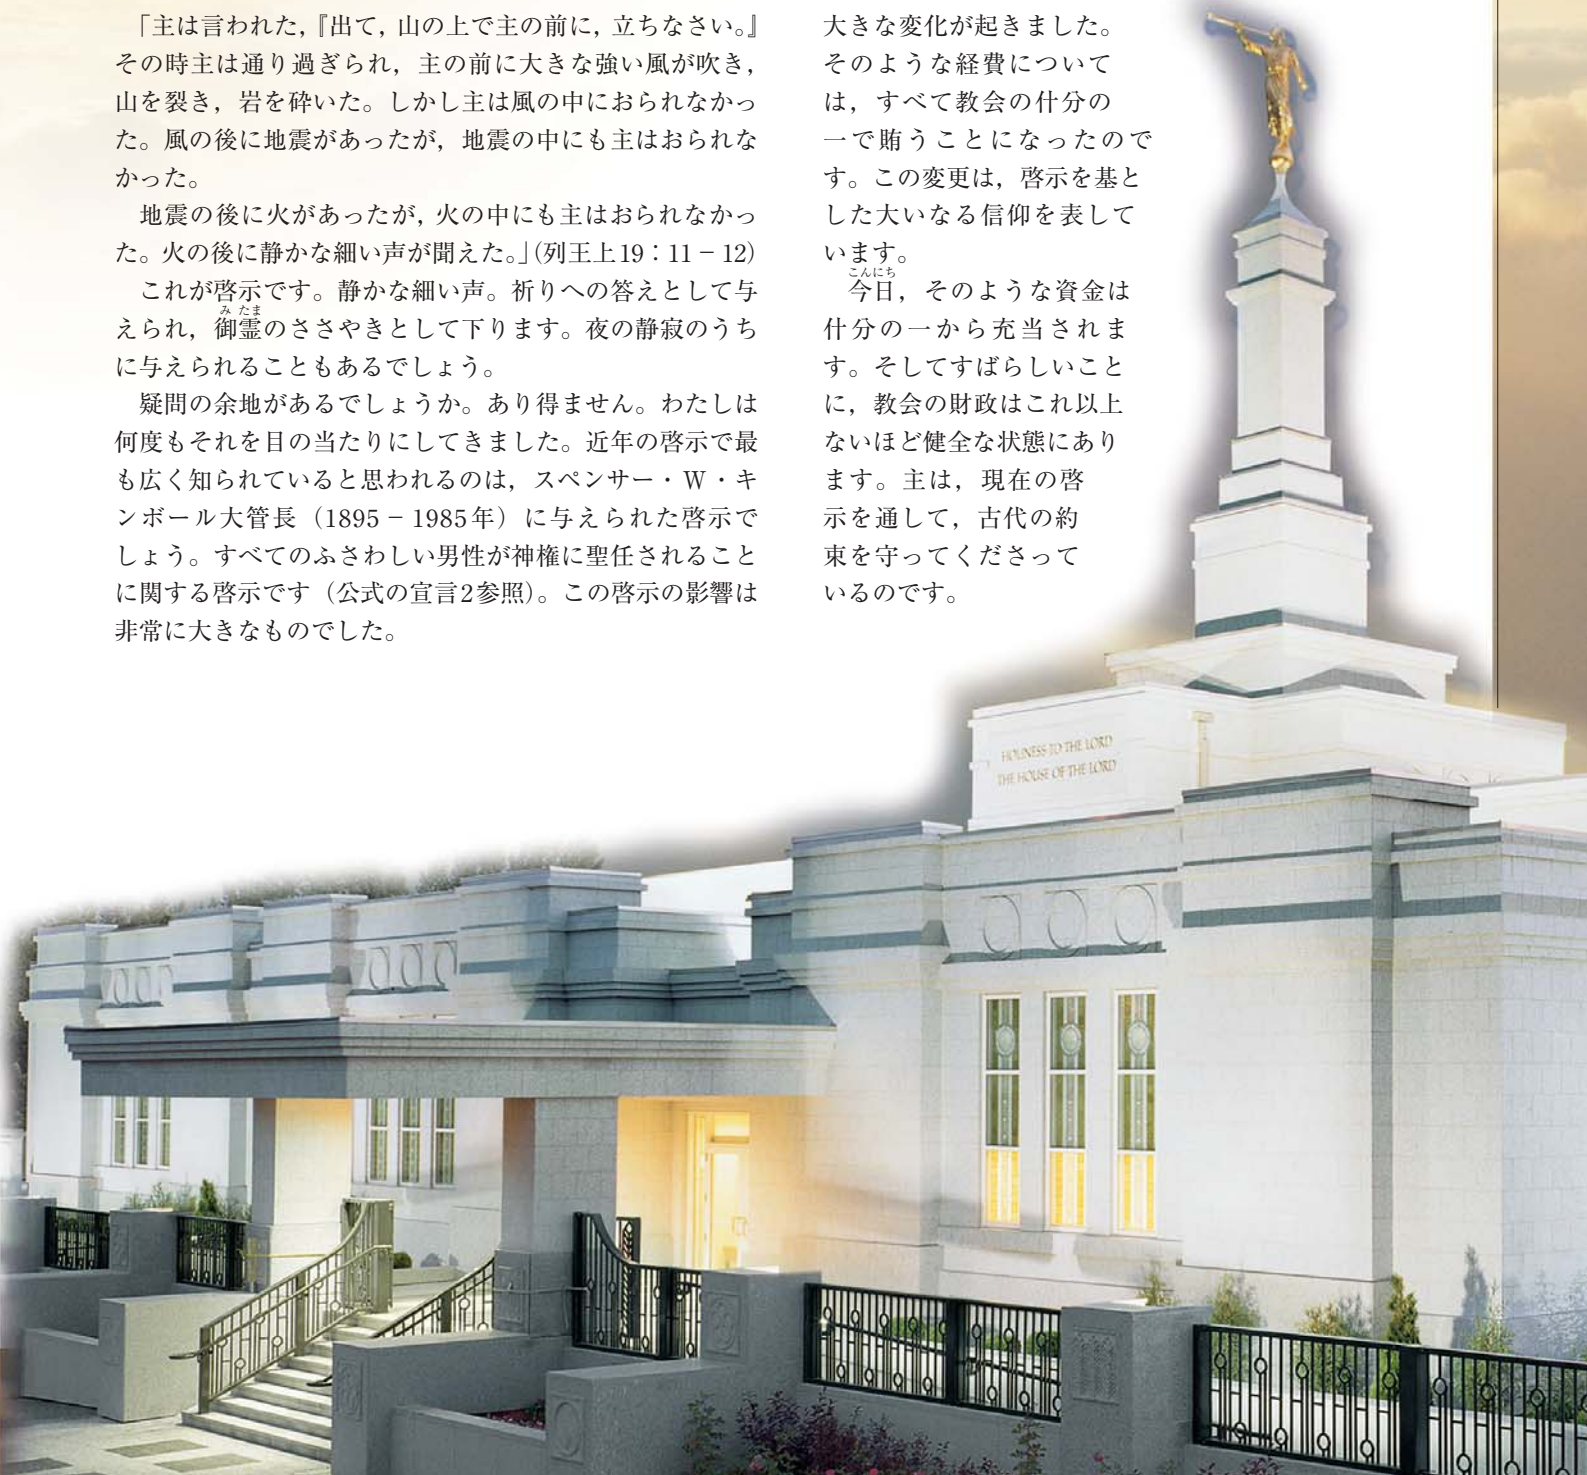 「主は言われた,『出て, 山の上で主の前に, 立ちなさい。』
その時主は通り過ぎられ，主の前に大きな強い風が吹き，
山を裂き，岩を砕いた。しかし主は風の中におられなかっ
た。風の後に地震があったが，地震の中にも主はおられな
かった。
地震の後に火があったが, 火の中にも主はおられなかっ
た。火の後に静かな細い声が聞えた。」(列王上19：11－12)
これが啓示です。静かな細い声。祈りへの答えとして与
み たま
えられ，御霊のささやきとして下ります。夜の静寂のうち
に与えられることもあるでしょう。
疑問の余地があるでしょうか。あり得ません。わたしは
何度もそれを目の当たりにしてきました。近年の啓示で最
も広く知られていると思われるのは，スペンサー・W・キ
ンボール大管長（1895－1985年）に与えられた啓示で
しょう。すべてのふさわしい男性が神権に聖任されること
に関する啓示です（公式の宣言2参照）。この啓示の影響は
非常に大きなものでした。
大きな変化が起きました。
そのような経費について
は，すべて教会の什分の
一で賄うことになったので
す。この変更は，啓示を基と
した大いなる信仰を表して
います。
こんにち
今日，そのような資金は
什分の一から充当されま
す。そしてすばらしいこと
に，教会の財政はこれ以上
ないほど健全な状態にあり
ます。主は，現在の啓
示を通して，古代の約
束を守ってくださって
いるのです。
HOLINESS TO THE LORD
THE HOUSE OF THE LORD